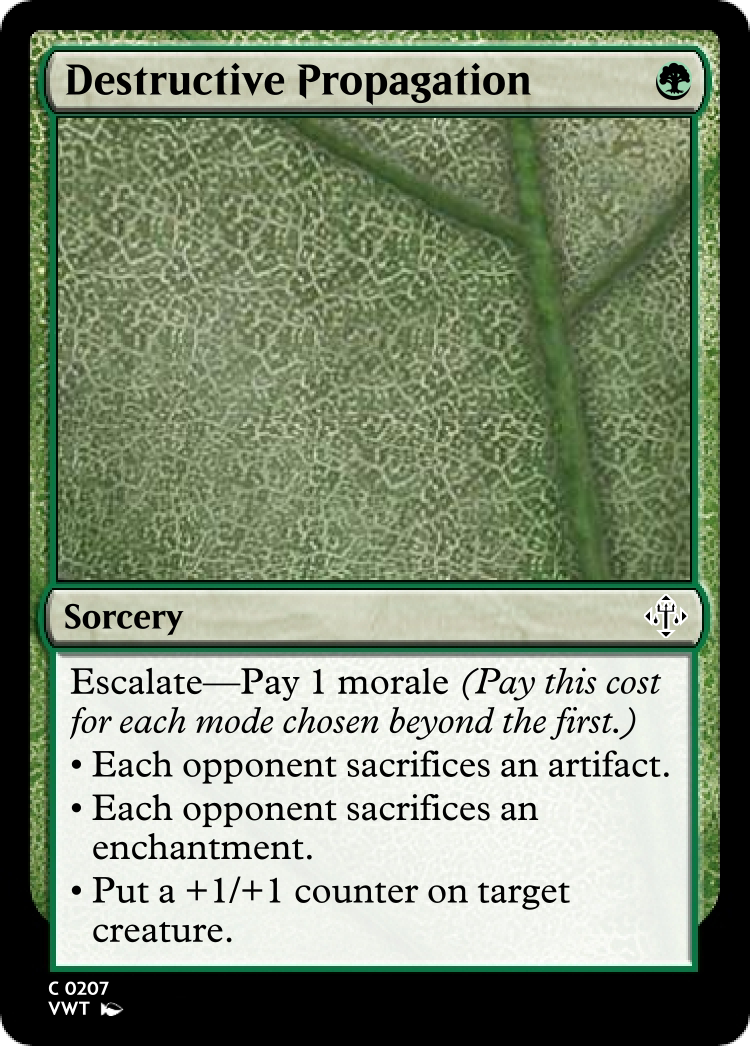 Destructive Propagation
Sorcery
Escalate—Pay 1 morale (Pay this cost
for each mode chosen beyond the first.)
• Each opponent sacrifices an artifact.
• Each opponent sacrifices an
enchantment.
• Put a +1/+1 counter on target
creature.
C 0207
VWT